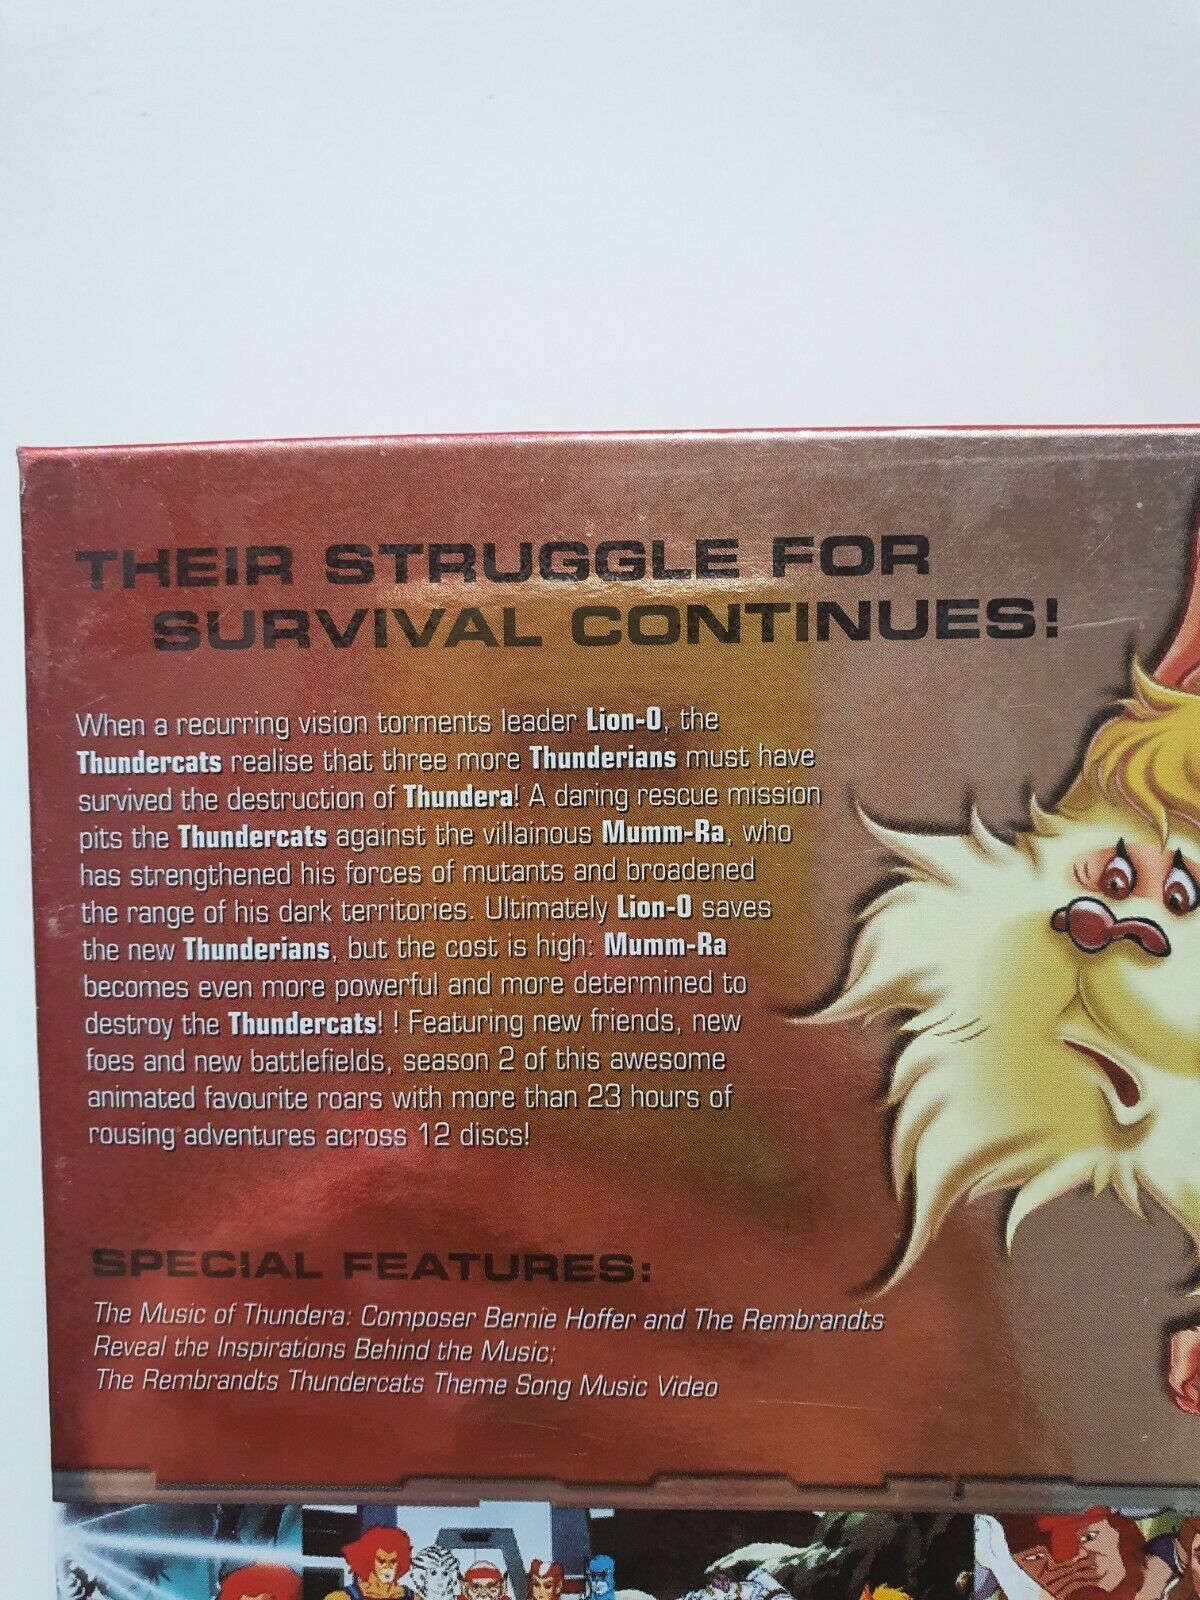 THEIR STRUGGLE FOR
SURVIVAL CONTINUES!
When a recurring vision torments leader Lion-O, the
Thundercats realise that three more Thunderians must have
survived the destruction of Thundera! A daring rescue mission
pits the Thundercats against the villainous Mumm-Ra, who
has strengthened his forces of mutants and broadened
the range of his dark territories. Ultimately Lion-O saves
the new Thunderians, but the cost is high: Mumm-Ra
becomes even more powerful and more determined to
destroy the Thundercats! ! Featuring new friends, new
foes and new battlefields, season 2 of this awesome
animated favourite roars with more than 23 hours of
rousing adventures across 12 discs!
SPECIAL FEATURES:
The Music of Thundera: Composer Bernie Hoffer and The Rembrandts
Reveal the Inspirations Behind the Music;
The Rembrandts Thundercats Theme Song Music Video